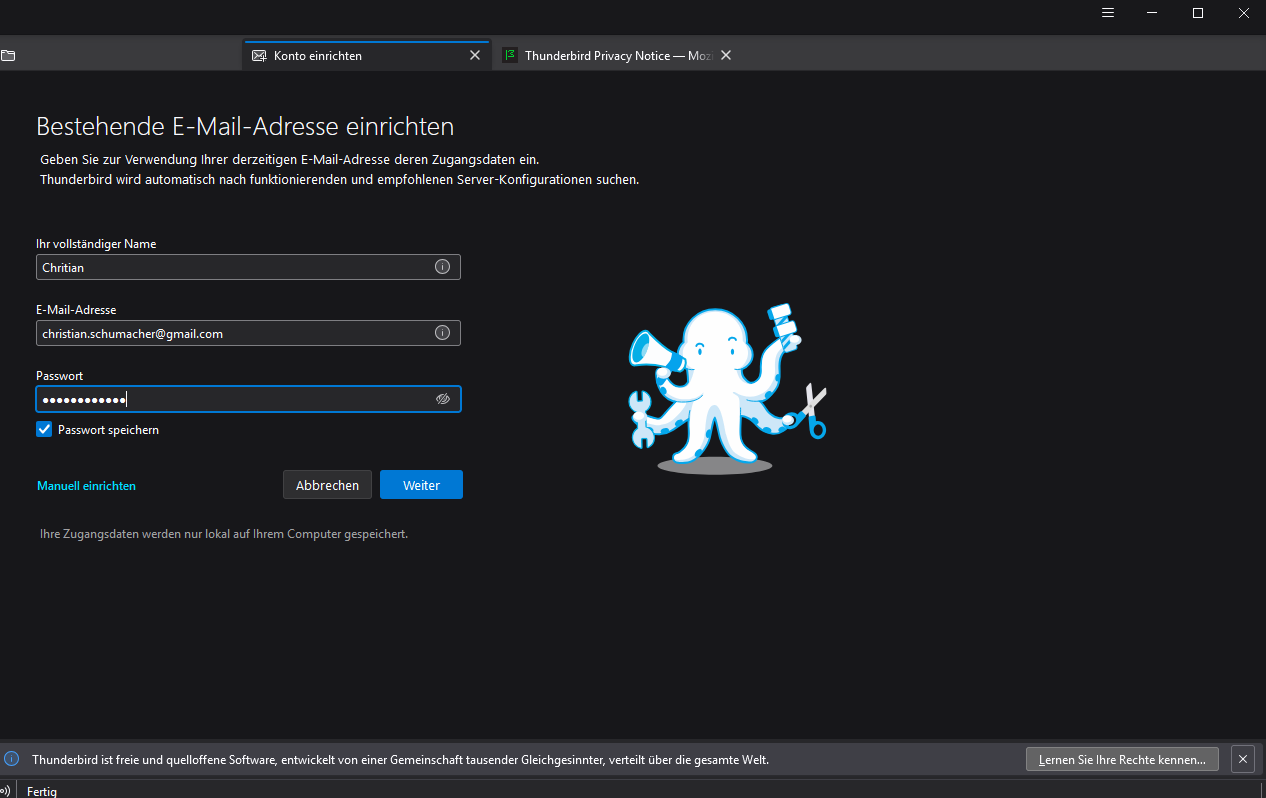 Konto einrichten
Thunderbird Privacy Notice — Moz
Bestehende E-Mail-Adresse einrichten
Geben Sie zur Verwendung Ihrer derzeitigen E-Mail-Adresse deren Zugangsdaten ein.
Thunderbird wird automatisch nach funktionierenden und empfohlenen Server-Konfigurationen suchen.
Ihr vollständiger Name
Chritian
E-Mail-Adresse
christian.schumacher@gmail.com
Passwort
••••••••••••
Passwort speichern
Manuell einrichten
Abbrechen
Weiter
Ihre Zugangsdaten werden nur lokal auf Ihrem Computer gespeichert.
Thunderbird ist freie und quelloffene Software, entwickelt von einer Gemeinschaft tausender Gleichgesinnter, verteilt über die gesamte Welt.
Lernen Sie Ihre Rechte kennen...
Fertig